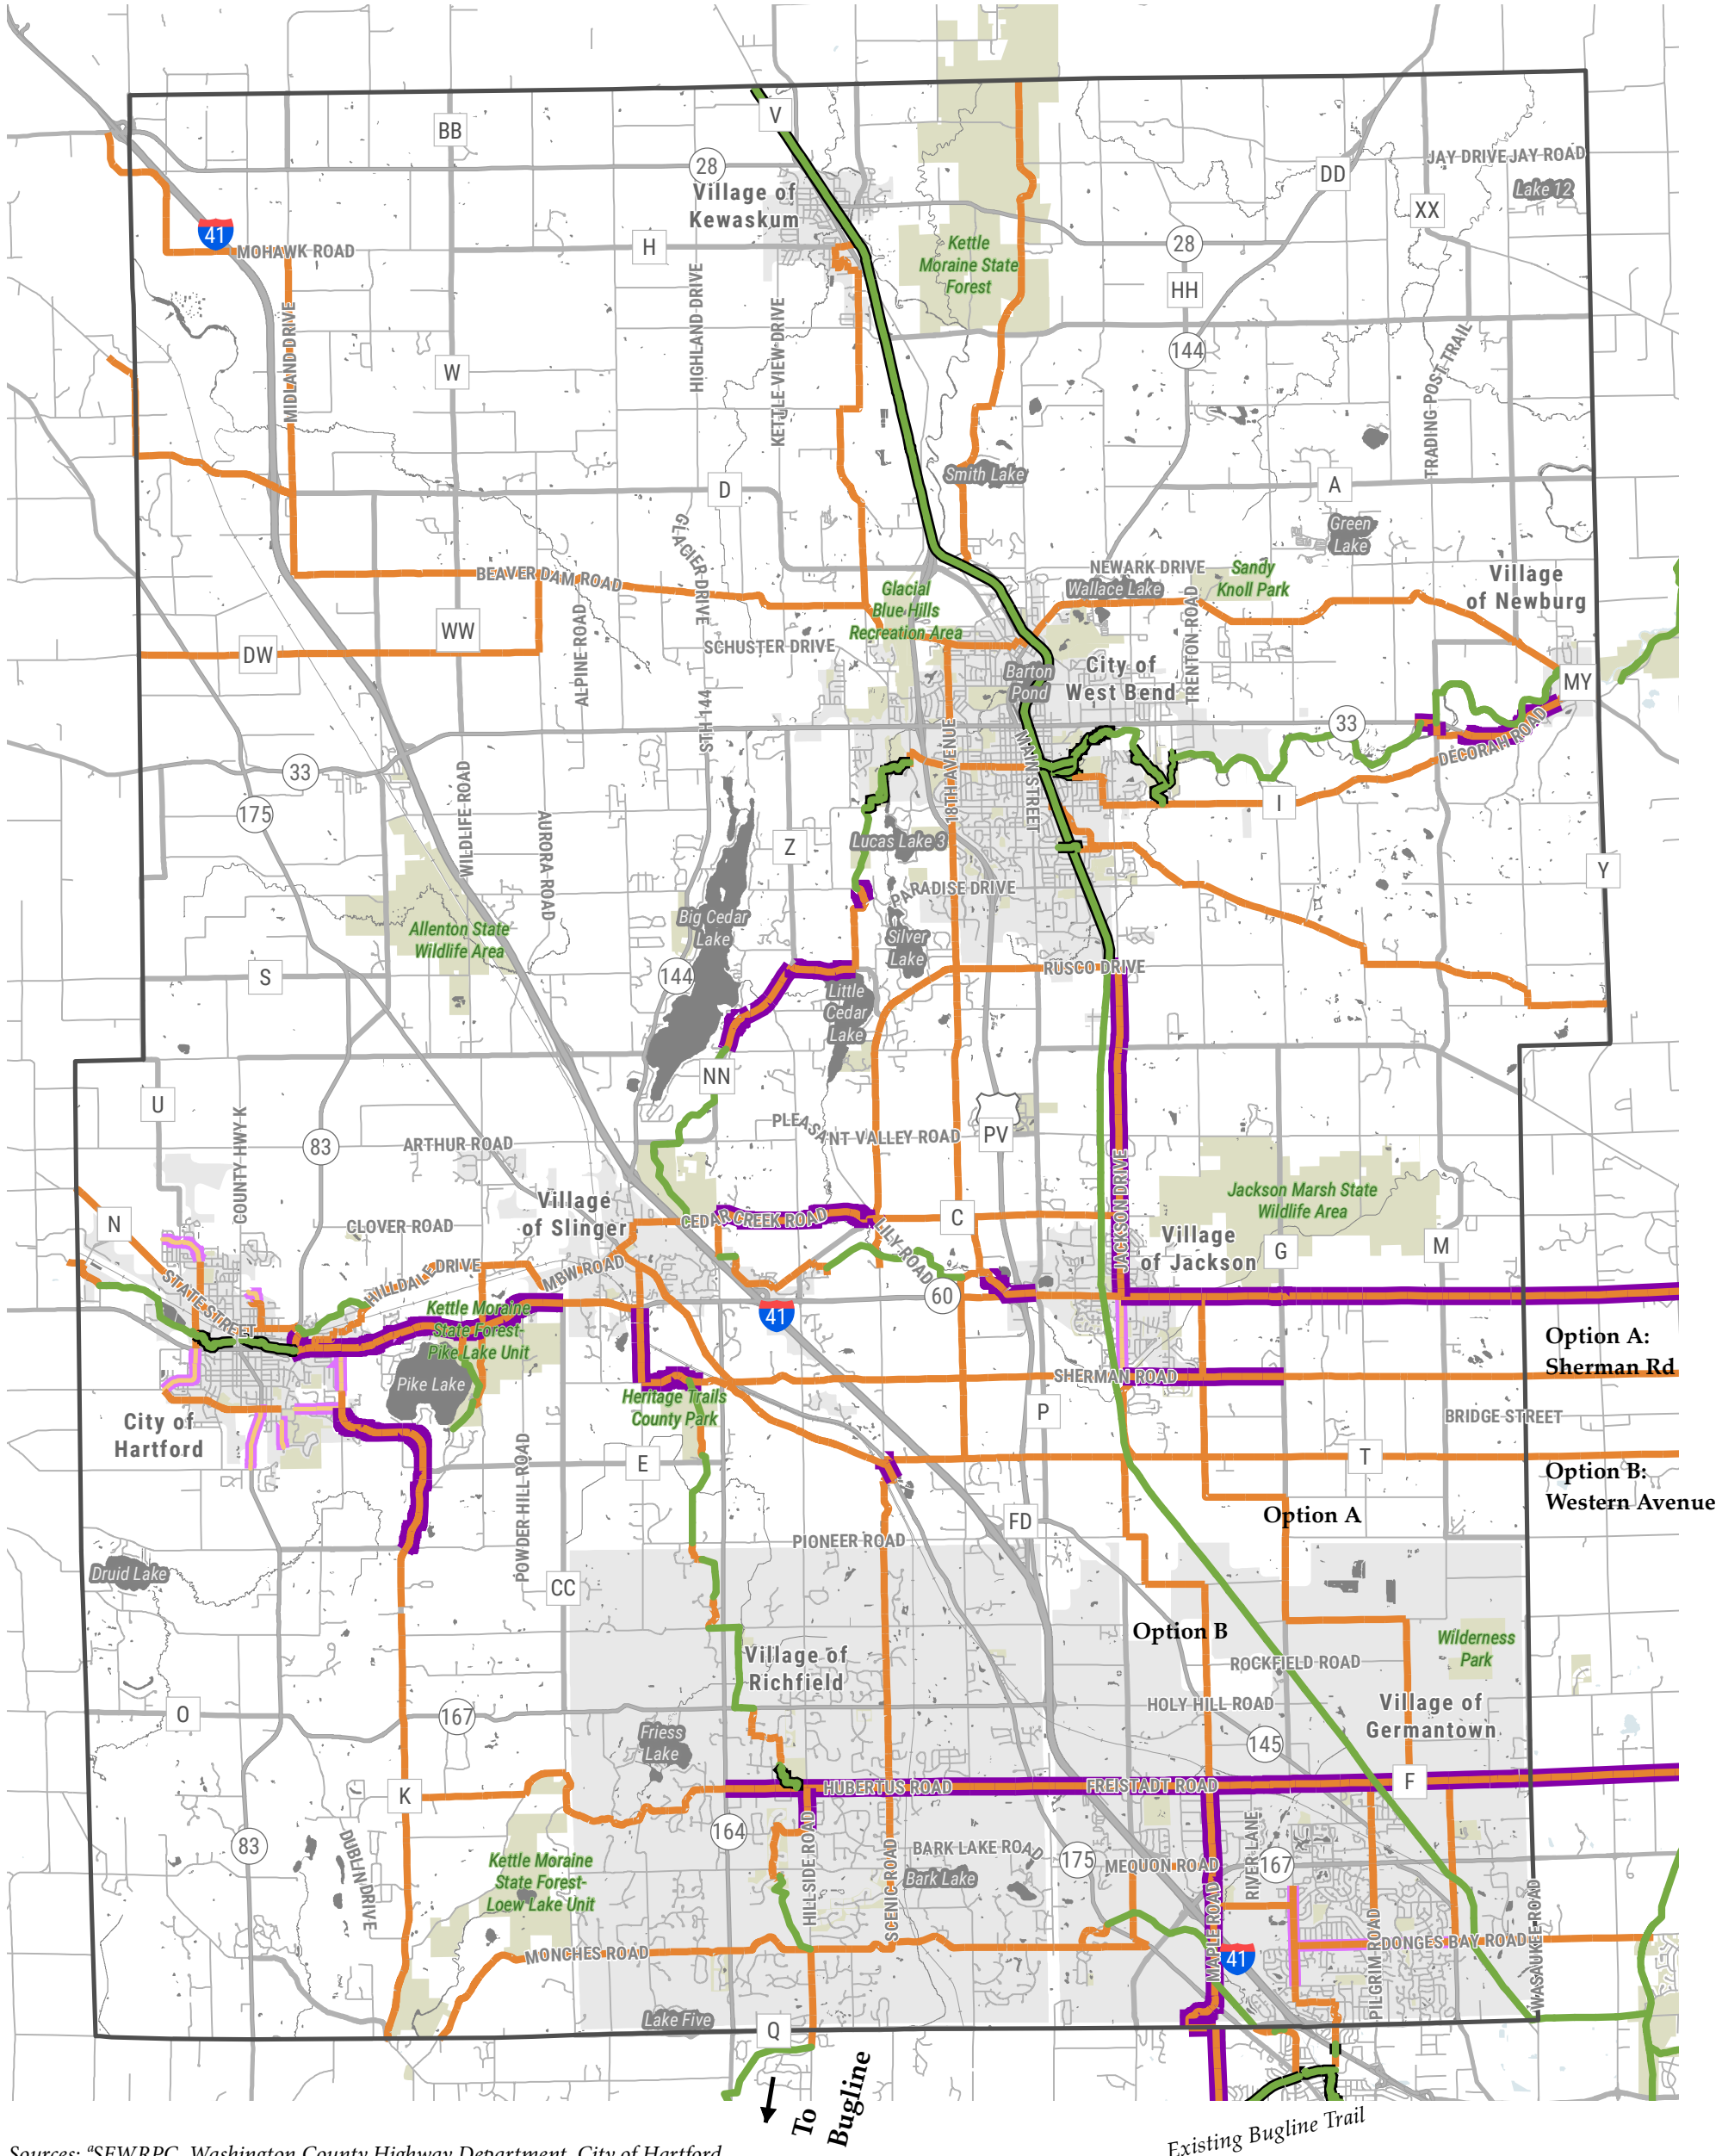 V
BB
28
Village of
Kewaskum
JAY DRIVE
JAY ROAD
DD
Lake 12
XX
41
MOHAWK ROAD
H
Kettle
Moraine State
Forest
28
HH
HIGHLAND DRIVE
KETTLE VIEW DRIVE
MIDLAND DRIVE
144
W
TRADING POST TRAIL
Smith Lake
D
A
GLACIER DRIVE
Green
Lake
BEAVER DAM ROAD
NEWARK DRIVE
Wallace Lake
Sandy
Knoll Park
Village
of Newburg
Glacial
Blue Hills
Recreation Area
ALPINE ROAD
WW
DW
SCHUSTER DRIVE
TRENTON ROAD
City of
West Bend
Barton
Pond
MY
STH 144
33
DECORAH ROAD
18TH AVENUE
MAIN STREET
33
175
WILDLIFE ROAD
AURORA ROAD
I
Z
Lucas Lake 3
Y
PARADISE DRIVE
Big Cedar
Lake
Allenton State
Wildlife Area
Silver
Lake
RUSCO DRIVE
S
144
Little
Cedar
Lake
NN
U
COUNTY HWY K
83
ARTHUR ROAD
PLEASANT VALLEY ROAD
PV
JACKSON DRIVE
Jackson Marsh State
Wildlife Area
N
CLOVER ROAD
Village
of Slinger
CEDAR CREEK ROAD
C
LILY ROAD
Village
of Jackson
G
M
STATE STREET
HILLDALE DRIVE
MBW ROAD
60
41
Kettle Moraine
State Forest-
Pike Lake Unit
Option A:
Sherman Rd
Pike Lake
SHERMAN ROAD
Heritage Trails
County Park
City of
Hartford
P
BRIDGE STREET
POWDER HILL ROAD
E
T
Option B:
Western Avenue
Option A
PIONEER ROAD
FD
Druid Lake
CC
Option B
Village of
Richfield
Wilderness
Park
ROCKFIELD ROAD
HOLY HILL ROAD
Village of
Germantown
O
167
Friess
Lake
145
K
HUBERTUS ROAD
FREISTADT ROAD
F
83
164
DUBLIN DRIVE
HILLSIDE ROAD
SCENIC ROAD
BARK LAKE ROAD
Bark Lake
175
MEQUON ROAD
RIVER LANE
167
Kettle Moraine
State Forest-
Loew Lake Unit
MAPLE ROAD
MONCHES ROAD
41
PILGRIM ROAD
DONGES BAY ROAD
WASAUKEE ROAD
Lake Five
Q
To
Bugline
Existing Bugline Trail
Sources: ªSEWRPC, Washington County Highway Department, City of Hartford